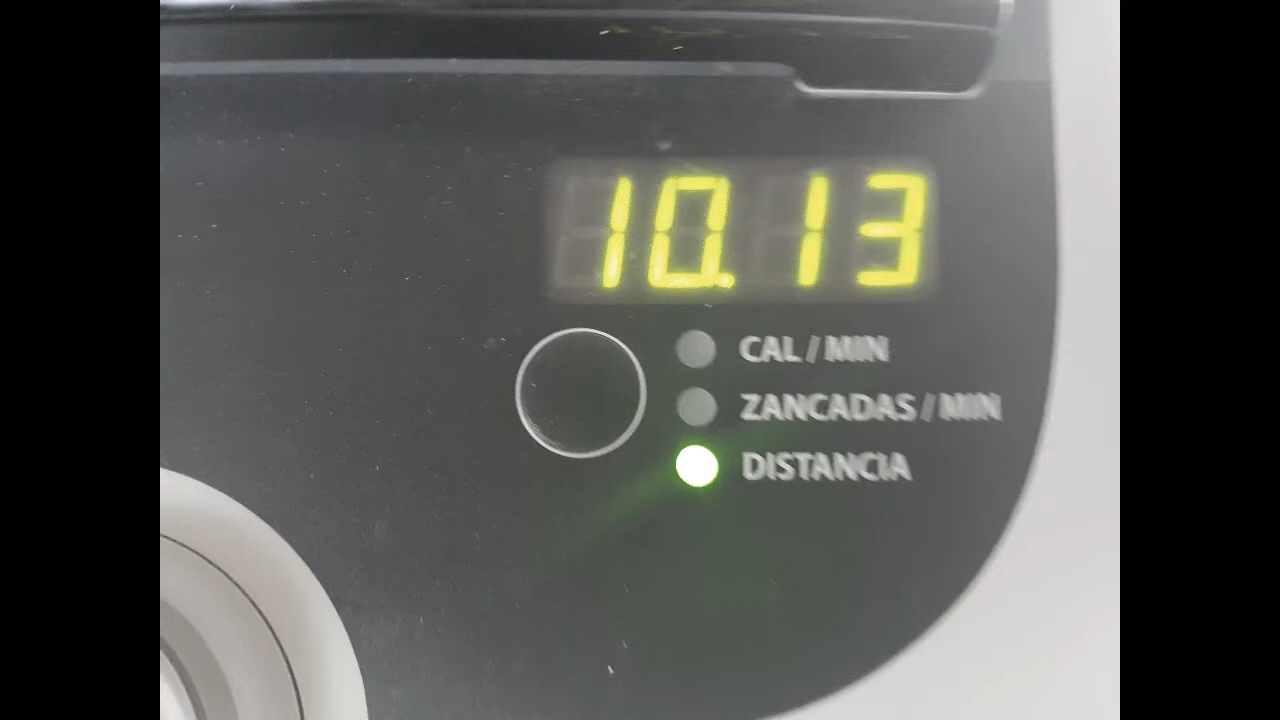 10.13
CAL / MIN
ZANCADAS / MIN
DISTANCIA